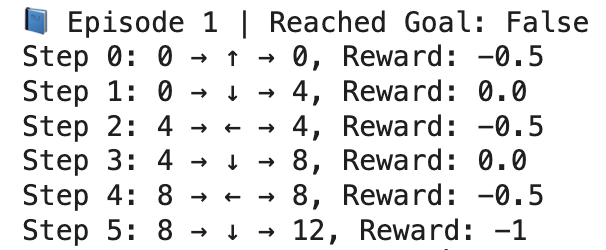 📘 Episode 1 | Reached Goal: False
Step 0: 0 → ↑ → 0, Reward: -0.5
Step 1: 0 → ↓ → 4, Reward: 0.0
Step 2: 4 → ← → 4, Reward: -0.5
Step 3: 4 → ↓ → 8, Reward: 0.0
Step 4: 8 → ← → 8, Reward: -0.5
Step 5: 8 → ↓ → 12, Reward: -1